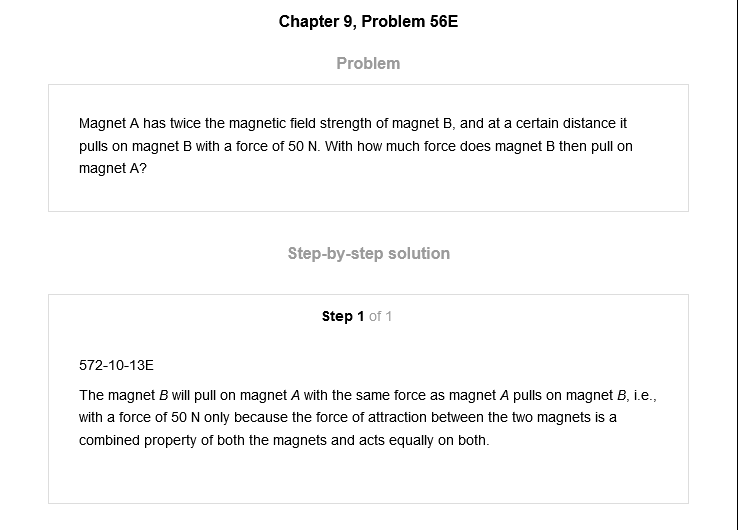 Chapter 9, Problem 56E
Problem
Magnet A has twice the magnetic field strength of magnet B, and at a certain distance it
pulls on magnet B with a force of 50 N. With how much force does magnet B then pull on
magnet A?
Step-by-step solution
Step 1 of 1
572-10-13E
The magnet B will pull on magnet A with the same force as magnet A pulls on magnet B, i.e.,
with a force of 50 N only because the force of attraction between the two magnets is a
combined property of both the magnets and acts equally on both.